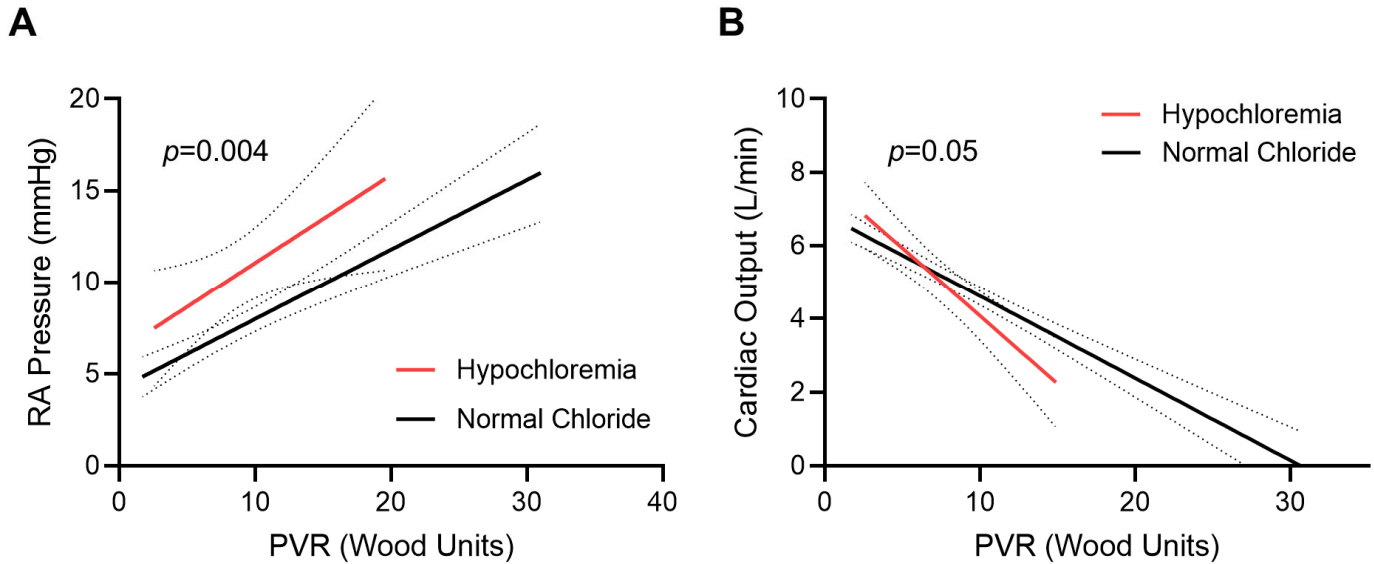 A
RA Pressure (mmHg)
20
15
10
5
0
p=0.004
Hypochloremia
Normal Chloride
0 10 20 30 40
PVR (Wood Units)
B
Cardiac Output (L/min)
10
8
6
4
2
0
p=0.05
Hypochloremia
Normal Chloride
0 10 20 30
PVR (Wood Units)